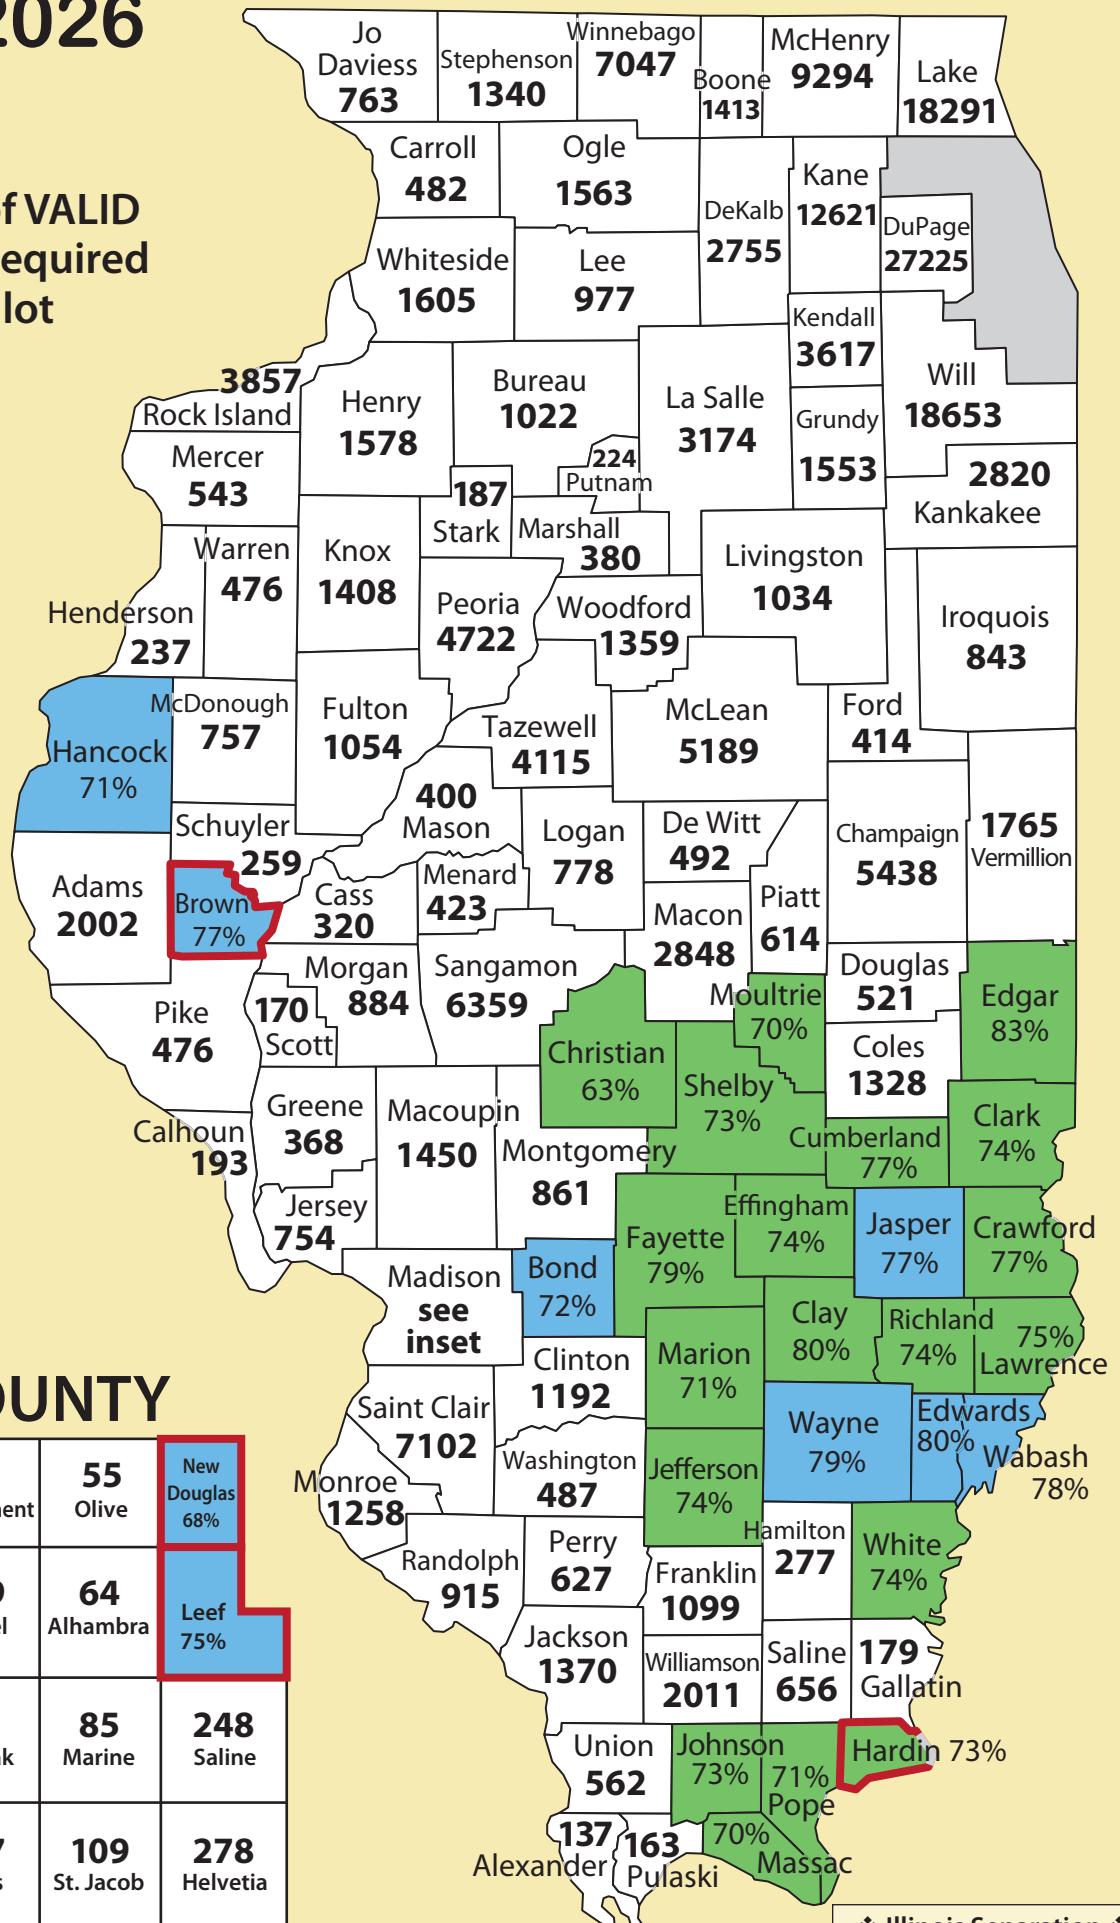 2026
of VALID
equired
lot
Jo
Daviess
763
Stephenson
1340
Winnebago
7047
Boone
1413
McHenry
9294
Lake
18291
Carroll
482
Ogle
1563
DeKalb
2755
Kane
12621
DuPage
27225
Whiteside
1605
Lee
977
Kendall
3617
Will
18653
3857
Rock Island
Henry
1578
Bureau
1022
La Salle
3174
Grundy
1553
2820
Kankakee
Mercer
543
187
Stark
224
Putnam
Marshall
380
Livingston
1034
Iroquois
843
Warren
476
Knox
1408
Peoria
4722
Woodford
1359
Henderson
237
Hancock
71%
McDonough
757
Fulton
1054
Tazewell
4115
McLean
5189
Ford
414
400
Mason
Logan
778
De Witt
492
Champaign
5438
1765
Vermillion
Schuyler
259
Adams
2002
Brown
77%
Cass
320
Menard
423
Macon
2848
Piatt
614
Douglas
521
Edgar
83%
Pike
476
170
Scott
Morgan
884
Sangamon
6359
Christian
63%
Moultrie
70%
Coles
1328
Shelby
73%
Clark
74%
Calhoun
193
Greene
368
Macoupin
1450
Montgomery
861
Cumberland
77%
Jersey
754
Fayette
79%
Effingham
74%
Jasper
77%
Crawford
77%
Madison
see
inset
Bond
72%
Clay
80%
Richland
74%
75%
Lawrence
Clinton
1192
Marion
71%
Saint Clair
7102
Wayne
79%
Edwards
80%
Wabash
78%
Monroe
1258
Washington
487
Jefferson
74%
Randolph
915
Perry
627
Franklin
1099
Hamilton
277
White
74%
Jackson
1370
Williamson
2011
Saline
656
179
Gallatin
Union
562
Johnson
73%
71%
Pope
Hardin 73%
137
Alexander
163
Pulaski
70%
Massac
OUNTY
ent
55
Olive
New
Douglas
68%
l
64
Alhambra
Leef
75%
k
85
Marine
248
Saline
7
s
109
St. Jacob
278
Helvetia